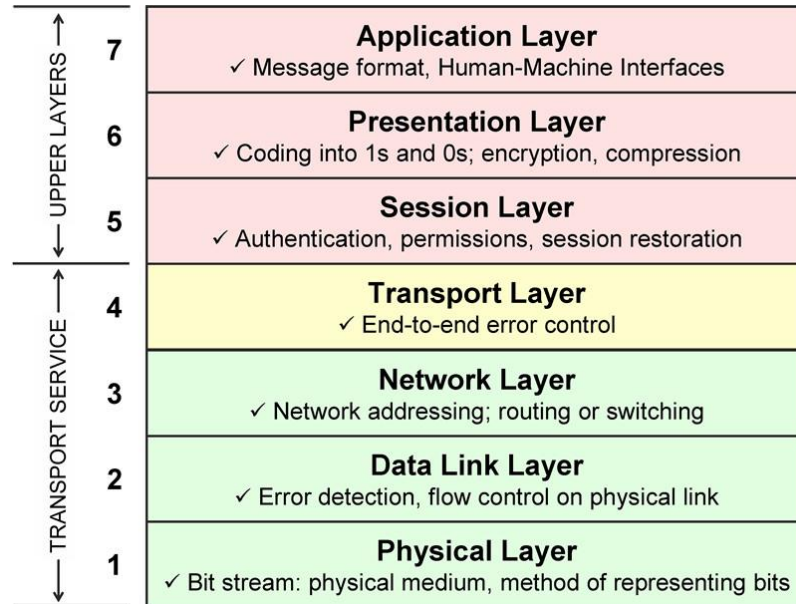 UPPER LAYERS
7
Application Layer
✓ Message format, Human-Machine Interfaces
6
Presentation Layer
✓ Coding into 1s and 0s; encryption, compression
5
Session Layer
✓ Authentication, permissions, session restoration
TRANSPORT SERVICE
4
Transport Layer
✓ End-to-end error control
3
Network Layer
✓ Network addressing; routing or switching
2
Data Link Layer
✓ Error detection, flow control on physical link
1
Physical Layer
✓ Bit stream: physical medium, method of representing bits